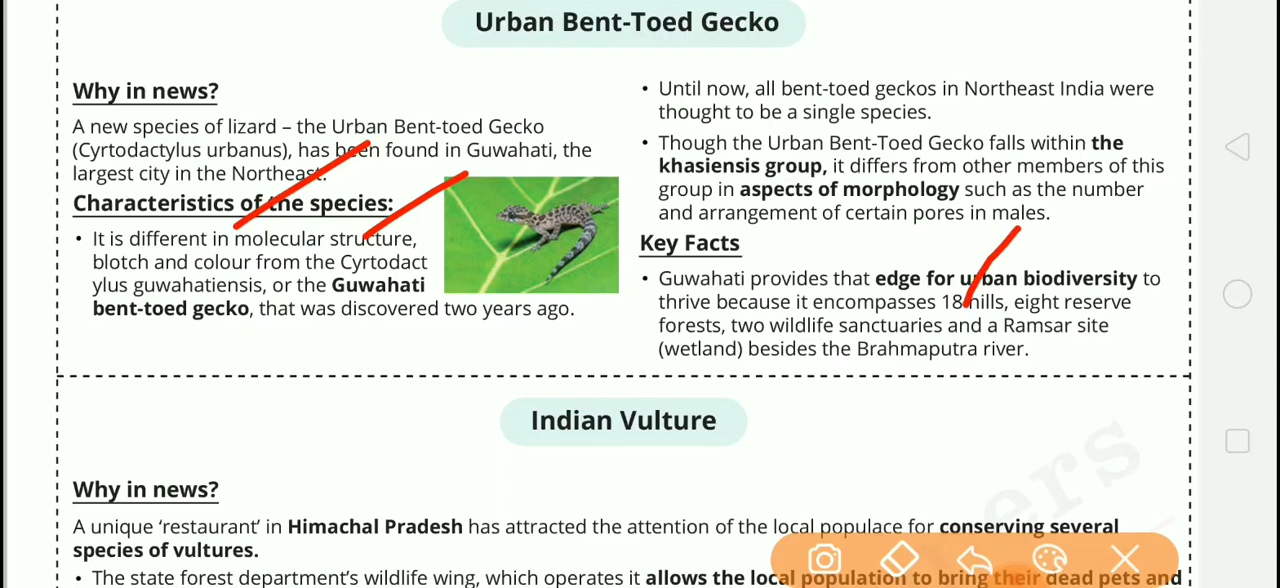 Urban Bent-Toed Gecko
Why in news?
A new species of lizard – the Urban Bent-toed Gecko
(Cyrtodactylus urbanus), has been found in Guwahati, the
largest city in the Northeast.
Characteristics of the species:
• It is different in molecular structure,
blotch and colour from the Cyrtodact
ylus guwahatiensis, or the Guwahati
bent-toed gecko, that was discovered two years ago.
• Until now, all bent-toed geckos in Northeast India were
thought to be a single species.
• Though the Urban Bent-Toed Gecko falls within the
khasiensis group, it differs from other members of this
group in aspects of morphology such as the number
and arrangement of certain pores in males.
Key Facts
• Guwahati provides that edge for urban biodiversity to
thrive because it encompasses 18 hills, eight reserve
forests, two wildlife sanctuaries and a Ramsar site
(wetland) besides the Brahmaputra river.
Indian Vulture
Why in news?
A unique ‘restaurant’ in Himachal Pradesh has attracted the attention of the local populace for conserving several
species of vultures.
• The state forest department’s wildlife wing, which operates it allows the local population to bring their dead pets and
ers